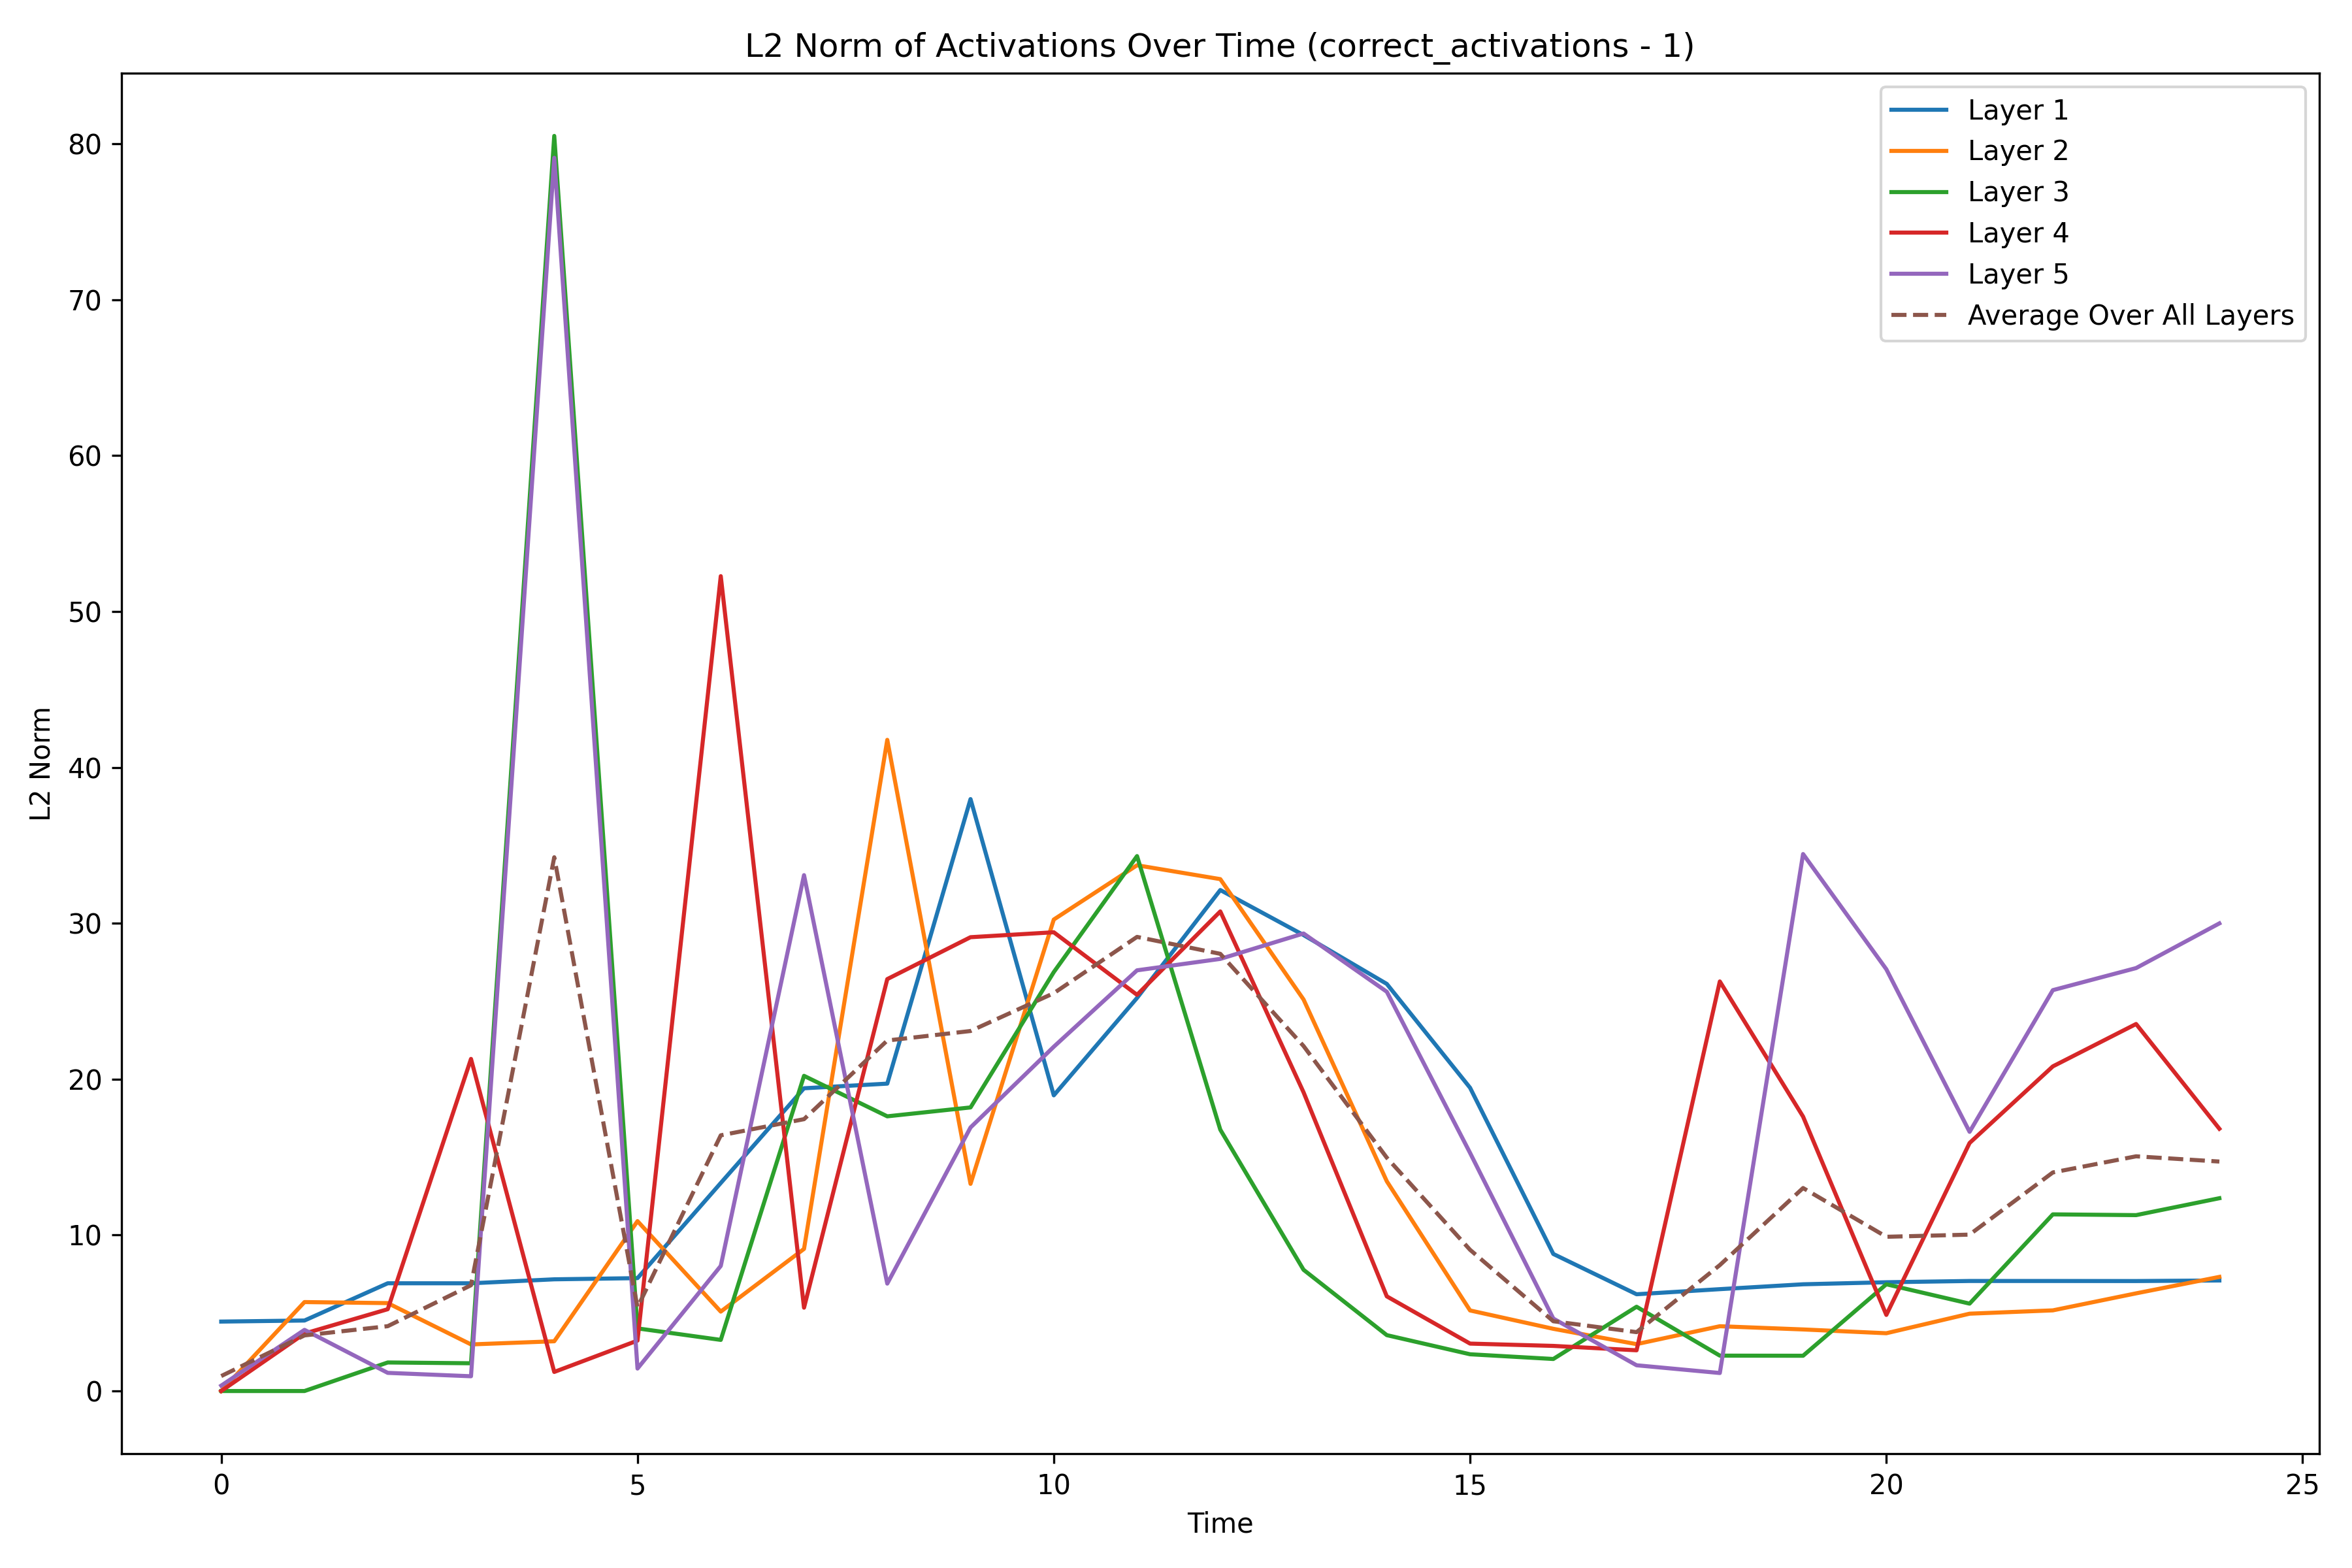 L2 Norm of Activations Over Time (correct_activations - 1)
Layer 1
Layer 2
Layer 3
Layer 4
Layer 5
Average Over All Layers
80
70
60
50
40
30
20
10
0
L2 Norm
0 5 10 15 20 25
Time